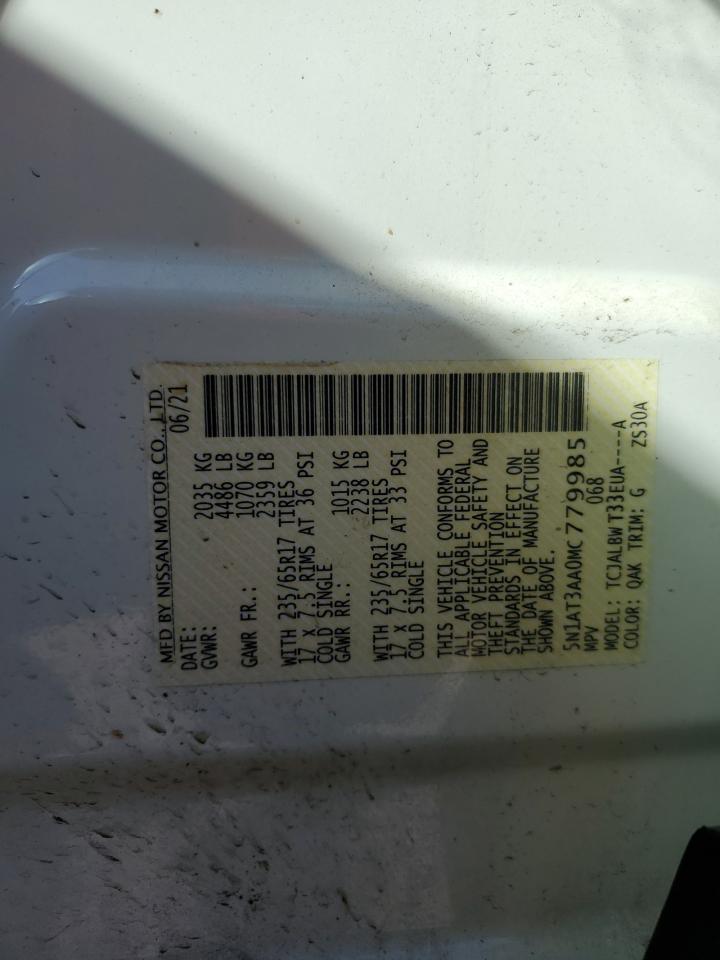 MFD BY NISSAN MOTOR CO., LTD.
DATE: 06/21
GVWR: 2035 KG
4486 LB
GAWR FR.: 1070 KG
2359 LB
WITH 235/65R17 TIRES
17 X 7.5 RIMS AT 36 PSI
COLD SINGLE
GAWR RR.: 1015 KG
2238 LB
WITH 235/65R17 TIRES
17 X 7.5 RIMS AT 33 PSI
COLD SINGLE
THIS VEHICLE CONFORMS TO
ALL APPLICABLE FEDERAL
MOTOR VEHICLE SAFETY AND
THEFT PREVENTION
STANDARDS IN EFFECT ON
THE DATE OF MANUFACTURE
SHOWN ABOVE.
5N1AT3AA0MC779985
MPV 068
MODEL: TCJALBWT33EUA----A
COLOR: QAK TRIM: G ZS30A